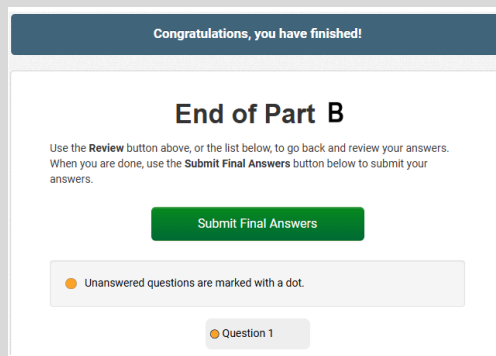 Congratulations, you have finished!
End of Part B
Use the Review button above, or the list below, to go back and review your answers.
When you are done, use the Submit Final Answers button below to submit your
answers.
Submit Final Answers
Unanswered questions are marked with a dot.
Question 1